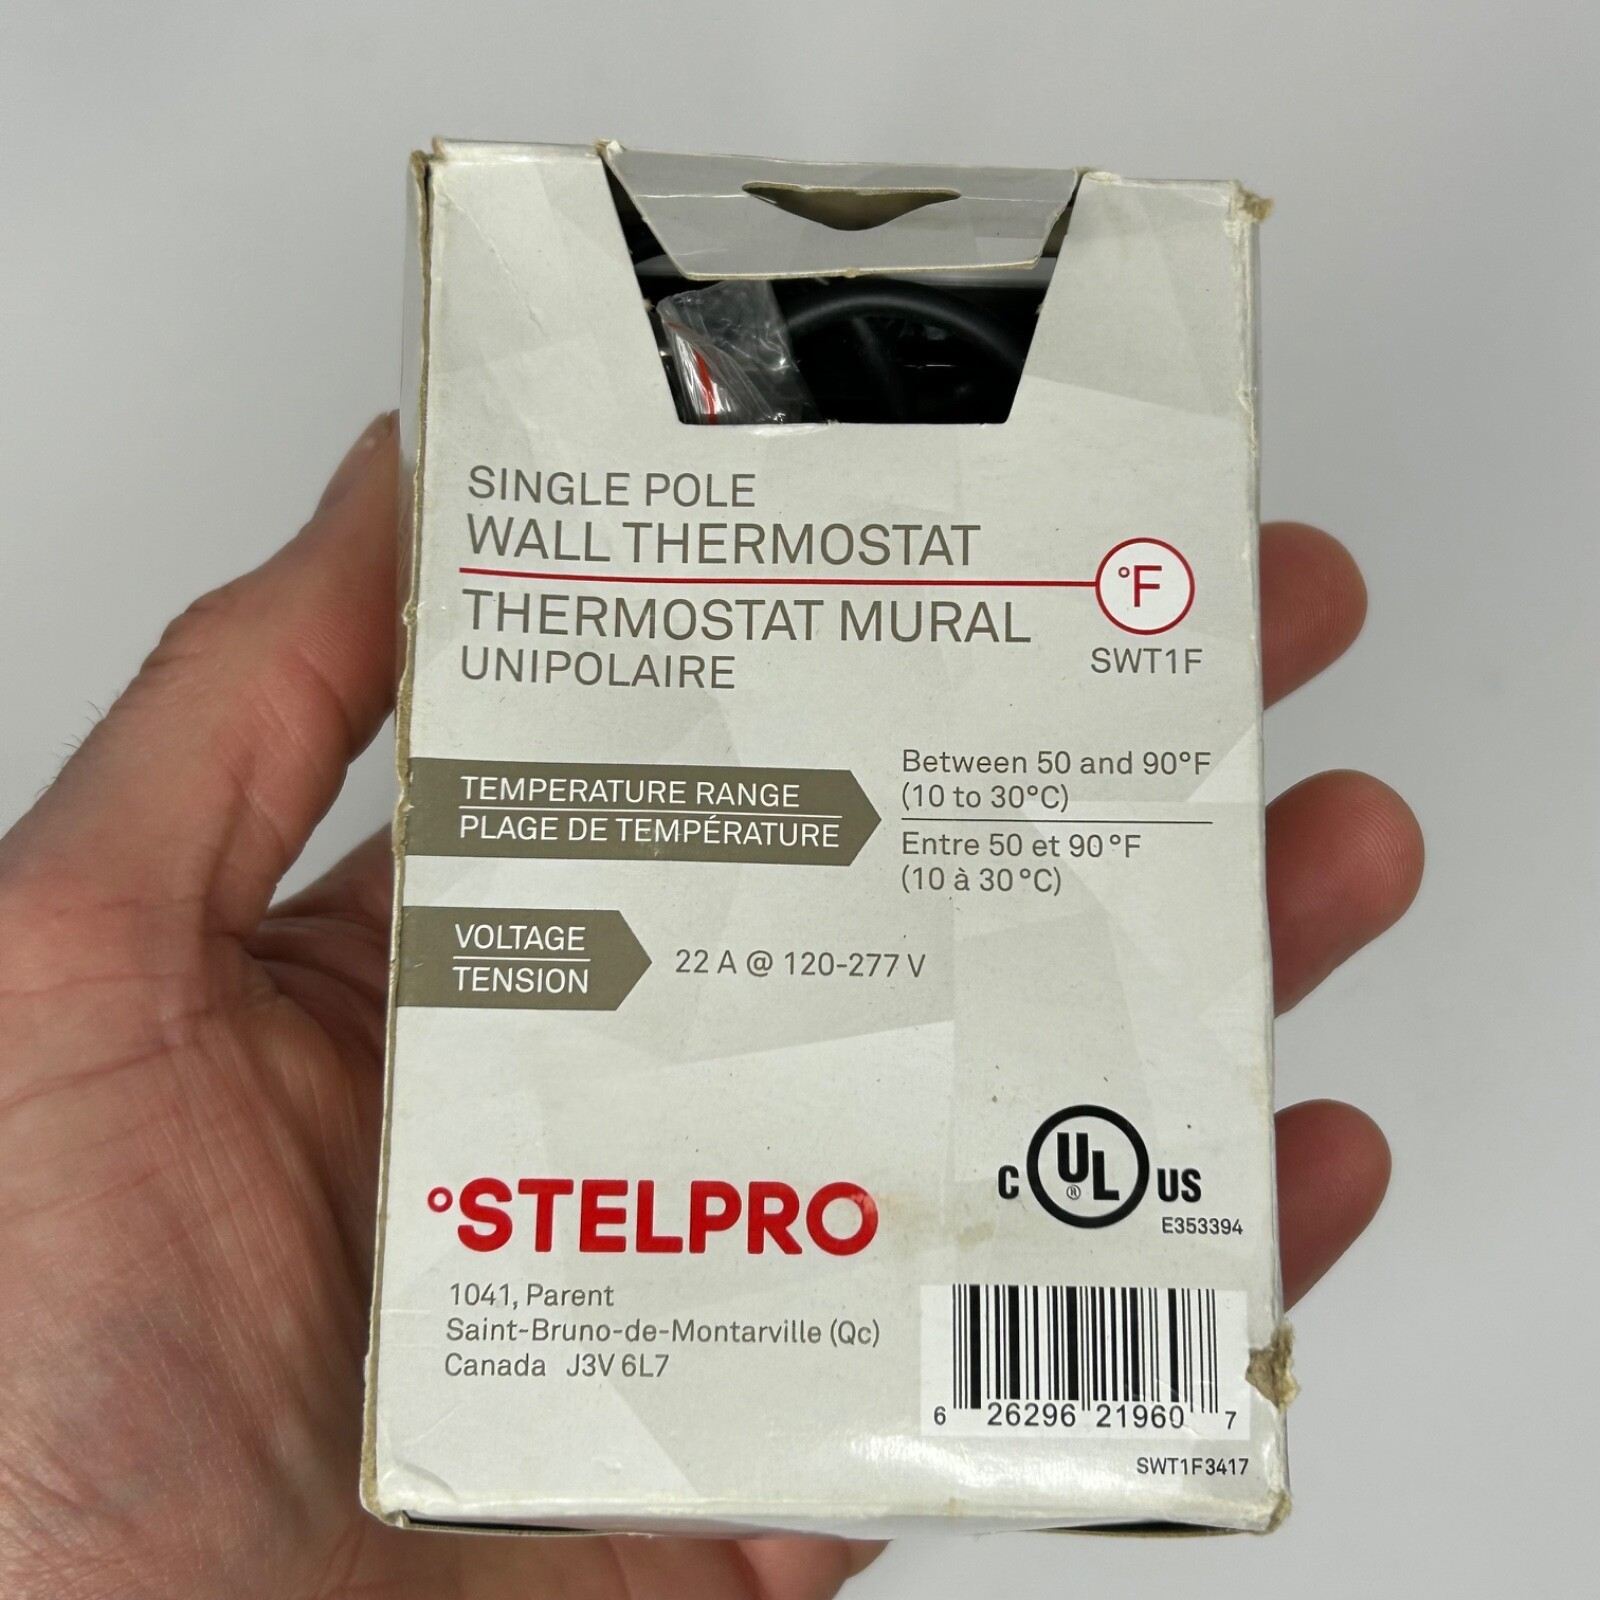 SINGLE POLE
WALL THERMOSTAT
THERMOSTAT MURAL
UNIPOLAIRE
°F
SWT1F
TEMPERATURE RANGE
PLAGE DE TEMPÉRATURE
Between 50 and 90°F
(10 to 30°C)
Entre 50 et 90°F
(10 à 30°C)
VOLTAGE
TENSION
22 A @ 120-277 V
C UL ® US
E353394
°STELPRO
1041, Parent
Saint-Bruno-de-Montarville (Qc)
Canada J3V 6L7
6 26296 21960 7
SWT1F3417